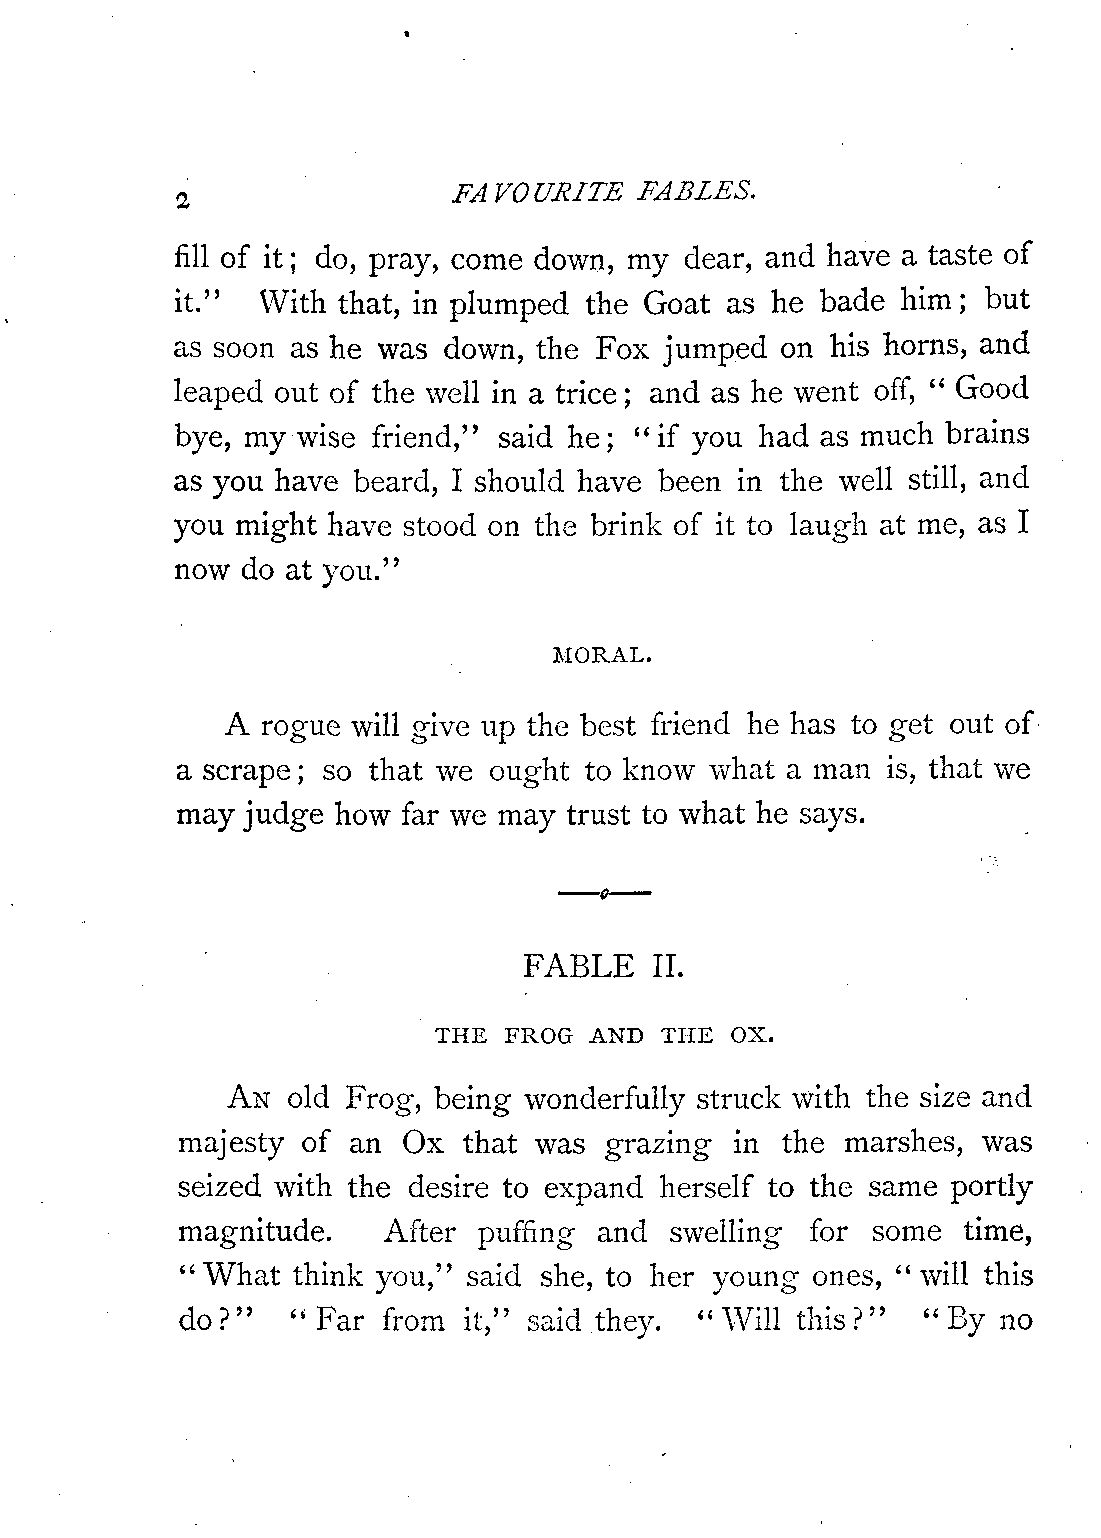 2 FAVOURITE FABLES.
fill of it; do, pray, come down, my dear, and have a taste of
it.” With that, in plumped the Goat as he bade him; but
as soon as he was down, the Fox jumped on his horns, and
leaped out of the well in a trice; and as he went off, “Good
bye, my wise friend,” said he; “if you had as much brains
as you have beard, I should have been in the well still, and
you might have stood on the brink of it to laugh at me, as I
now do at you.”
MORAL.
A rogue will give up the best friend he has to get out of
a scrape; so that we ought to know what a man is, that we
may judge how far we may trust to what he says.
FABLE II.
THE FROG AND THE OX.
AN old Frog, being wonderfully struck with the size and
majesty of an Ox that was grazing in the marshes, was
seized with the desire to expand herself to the same portly
magnitude. After puffing and swelling for some time,
“What think you,” said she, to her young ones, “will this
do?” “Far from it,” said they. “Will this?” “By no